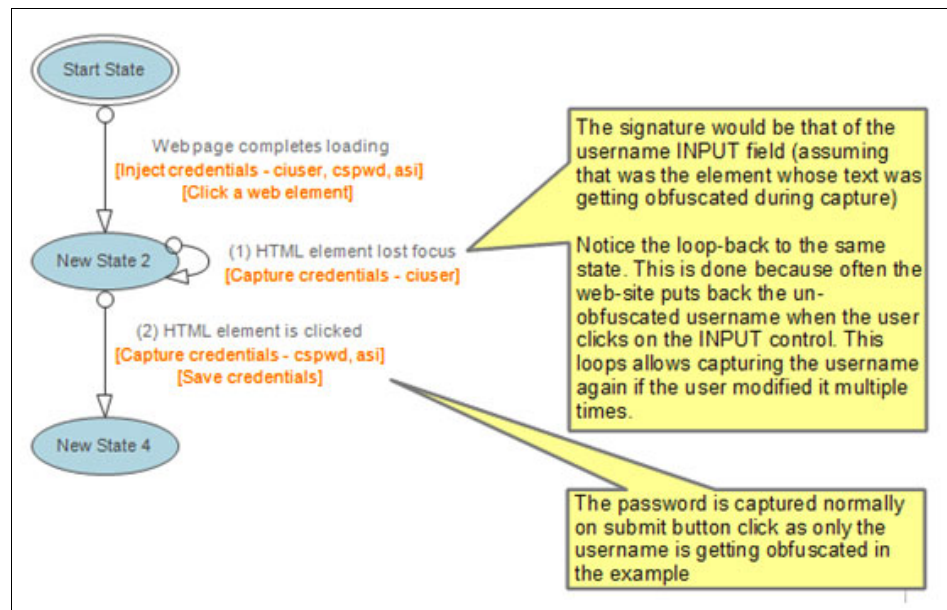 Start State
Web page completes loading
[Inject credentials - ciuser, cspwd, asi]
[Click a web element]
New State 2
(1) HTML element lost focus
[Capture credentials - ciuser]
(2) HTML element is clicked
[Capture credentials - cspwd, asi]
[Save credentials]
New State 4
The signature would be that of the
username INPUT field (assuming
that was the element whose text was
getting obfuscated during capture)
Notice the loop-back to the same
state. This is done because often the
web-site puts back the un-
obfuscated username when the user
clicks on the INPUT control. This
loops allows capturing the username
again if the user modified it multiple
times.
The password is captured normally
on submit button click as only the
username is getting obfuscated in
the example